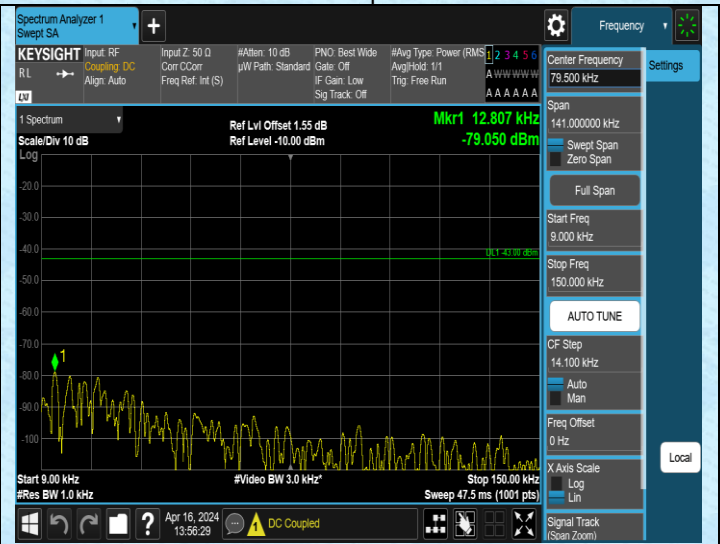 Spectrum Analyzer 1
Swept SA
+
Frequency
KEYSIGHT
RL
LXI
Input: RF
Coupling: DC
Align: Auto
Input Z: 50 Ω
Corr CCorr
Freq Ref: Int (S)
#Atten: 10 dB
µW Path: Standard
PNO: Best Wide
Gate: Off
IF Gain: Low
Sig Track: Off
#Avg Type: Power (RMS
Avg|Hold: 1/1
Trig: Free Run
1 2 3 4 5 6
A W W W W W
A A A A A A
1 Spectrum
Scale/Div 10 dB
Log
Ref Lvl Offset 1.55 dB
Ref Level -10.00 dBm
Mkr1 12.807 kHz
-79.050 dBm
-20.0
-30.0
-40.0
DL1 -43.00 dBm
-50.0
-60.0
-70.0
1
-80.0
-90.0
-100
Start 9.00 kHz
#Res BW 1.0 kHz
#Video BW 3.0 kHz*
Stop 150.00 kHz
Sweep 47.5 ms (1001 pts)
?
Apr 16, 2024
13:56:29
1
DC Coupled
Center Frequency
79.500 kHz
Span
141.000000 kHz
Swept Span
Zero Span
Full Span
Start Freq
9.000 kHz
Stop Freq
150.000 kHz
AUTO TUNE
CF Step
14.100 kHz
Auto
Man
Freq Offset
0 Hz
X Axis Scale
Log
Lin
Signal Track
(Span Zoom)
Settings
Local